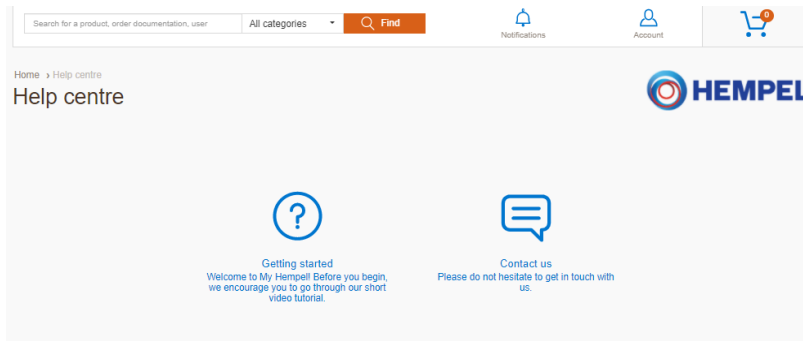 Search for a product, order documentation, user
All categories
Find
Notifications
Account
0
Home › Help centre
Help centre
HEMPEL
?
Getting started
Welcome to My Hempel! Before you begin,
we encourage you to go through our short
video tutorial.
Contact us
Please do not hesitate to get in touch with
us.